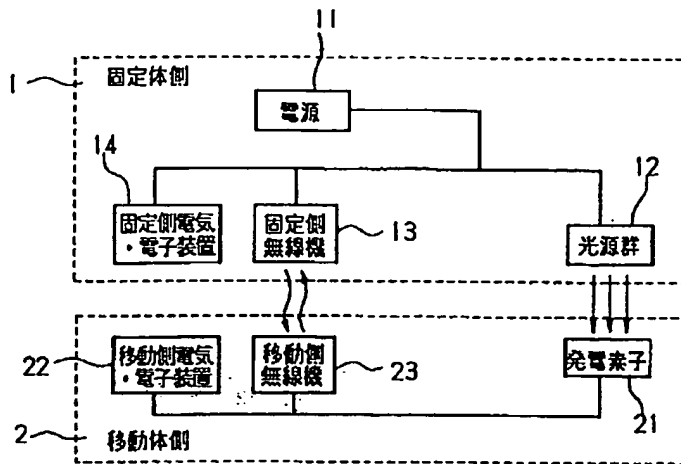 11
1
固定体側
電源
14
12
固定側電気
・電子装置
固定側
無線機
13
光源群
22
移動側電気
・電子装置
移動側
無線機
23
発電素子
21
2
移動体側